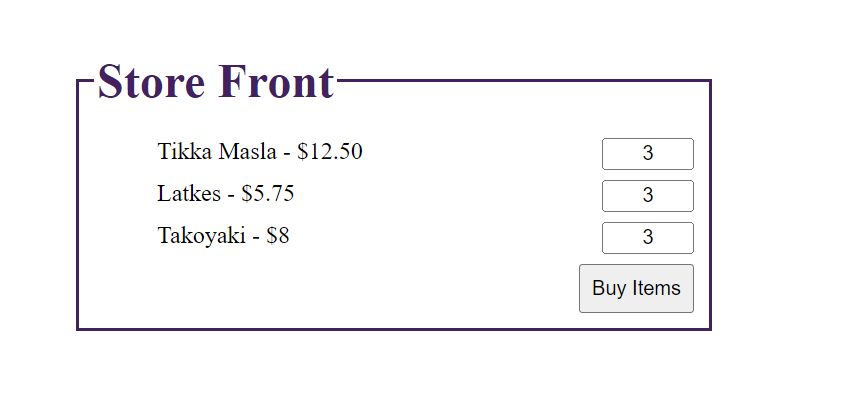 Store Front
Tikka Masla - $12.50 3
Latkes - $5.75 3
Takoyaki - $8 3
Buy Items